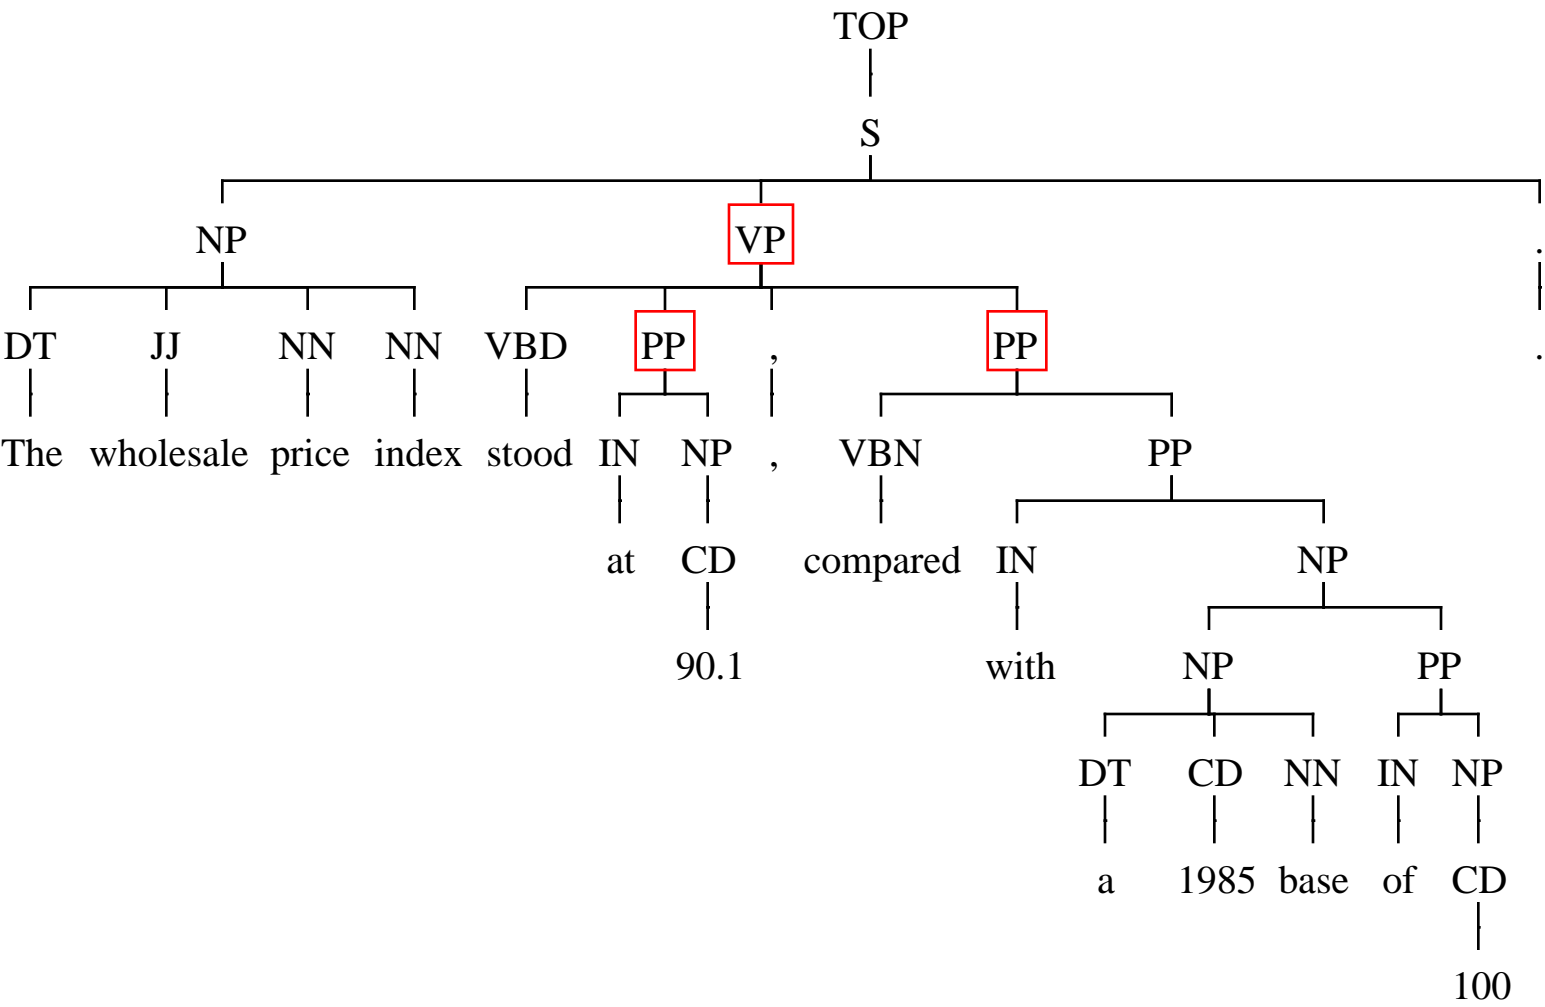 TOP
S
NP VP .
DT JJ NN NN VBD PP , PP .
The wholesale price index stood IN NP , VBN PP
at CD compared IN NP
90.1 with NP PP
DT CD NN IN NP
a 1985 base of CD
100